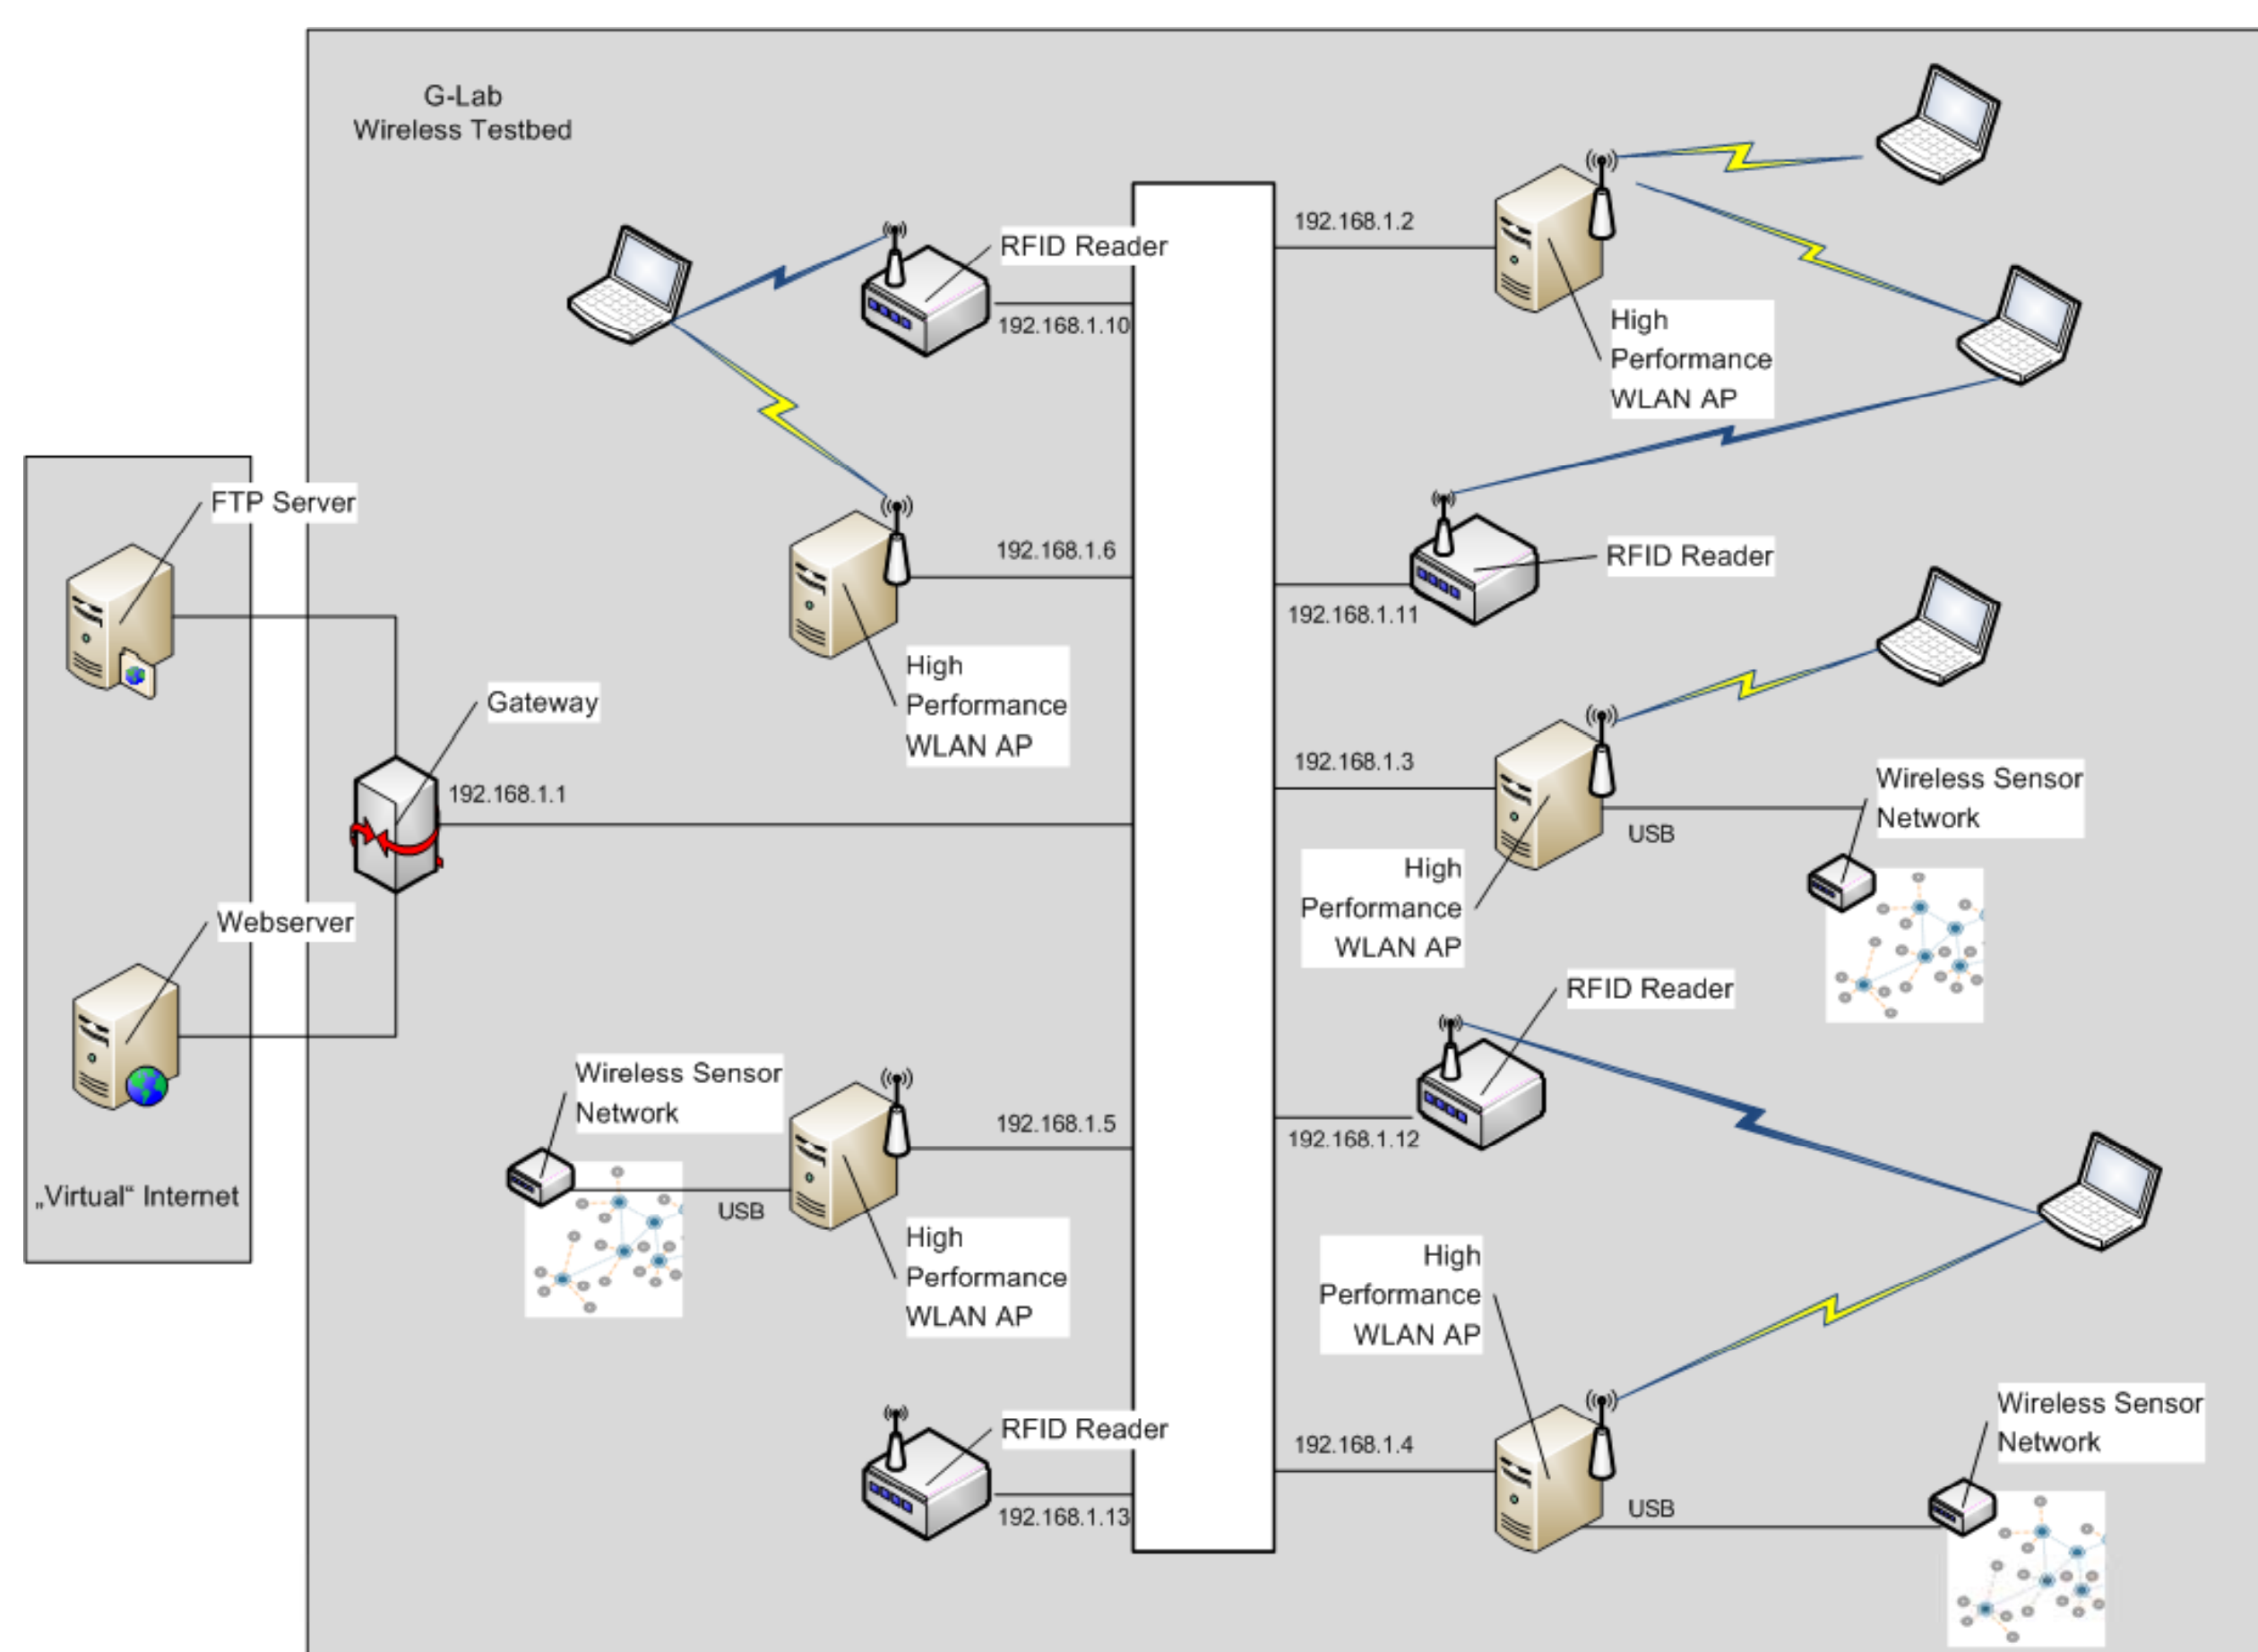 G-Lab
Wireless Testbed
RFID Reader
192.168.1.10
192.168.1.2
High
Performance
WLAN AP
FTP Server
192.168.1.6
High
Performance
WLAN AP
RFID Reader
192.168.1.11
Gateway
192.168.1.1
192.168.1.3
High
Performance
WLAN AP
USB
Wireless Sensor
Network
Webserver
„Virtual“ Internet
Wireless Sensor
Network
USB
192.168.1.5
High
Performance
WLAN AP
RFID Reader
192.168.1.12
High
Performance
WLAN AP
RFID Reader
192.168.1.13
192.168.1.4
USB
Wireless Sensor
Network